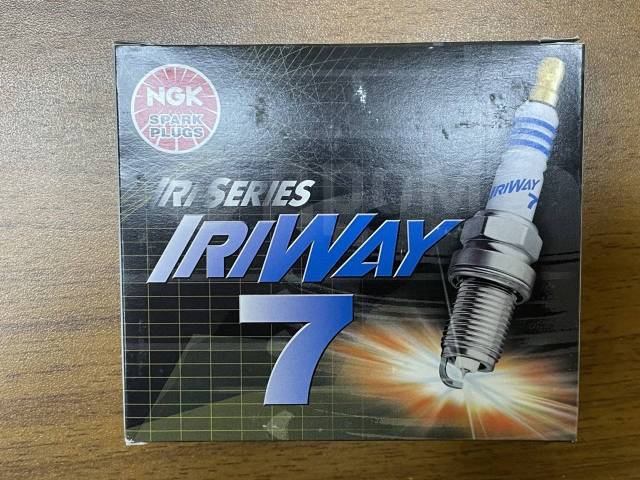 NGK
SPARK
PLUGS
IRI SERIES
IRIWAY
7
IRIWAY
7